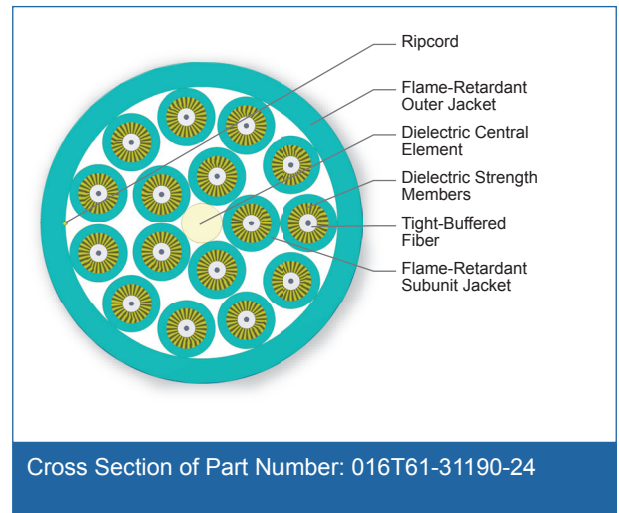 Ripcord
Flame-Retardant
Outer Jacket
Dielectric Central
Element
Dielectric Strength
Members
Tight-Buffered
Fiber
Flame-Retardant
Subunit Jacket
Cross Section of Part Number: 016T61-31190-24